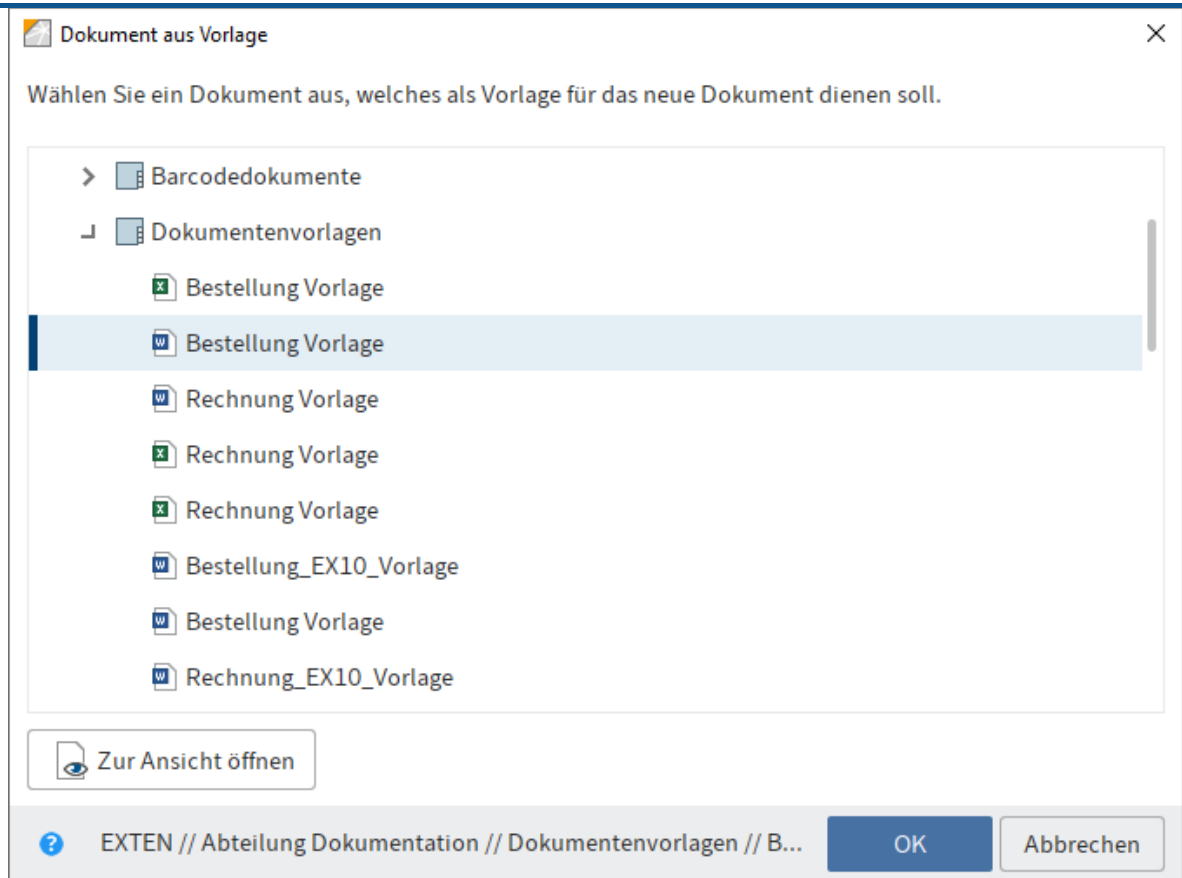 Dokument aus Vorlage
Wählen Sie ein Dokument aus, welches als Vorlage für das neue Dokument dienen soll.
Barcodedokumente
Dokumentenvorlagen
Bestellung Vorlage
Bestellung Vorlage
Rechnung Vorlage
Rechnung Vorlage
Rechnung Vorlage
Bestellung_EX10_Vorlage
Bestellung Vorlage
Rechnung_EX10_Vorlage
Zur Ansicht öffnen
EXTEN // Abteilung Dokumentation // Dokumentenvorlagen // B... OK Abbrechen